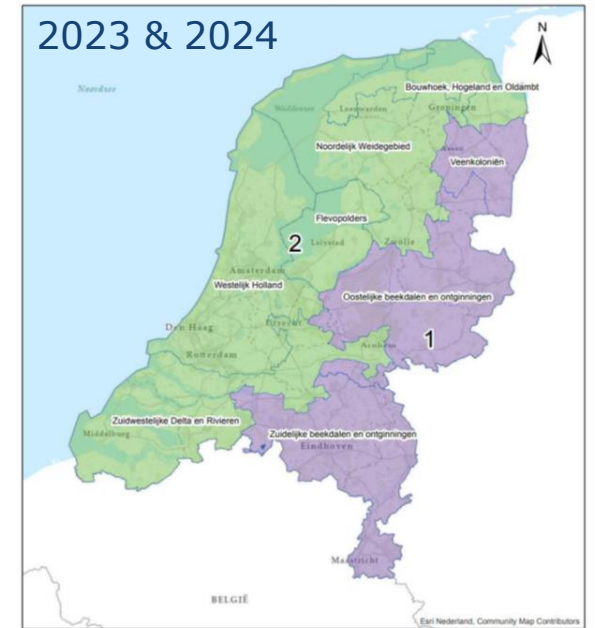 2023 & 2024
N
Noordzee
Bouwhoek, Hogeland en Oldambt
Waddenzee
Leeuwarden
Groningen
Noordelijk Weidegebied
Assen
Veenkoloniën
Flevopolders
2
Lelystad
Zwolle
Amsterdam
Westelijk Holland
Oostelijke beekdalen en ontginningen
Den Haag
Utrecht
1
Arnhem
Rotterdam
Zuidwestelijke Delta en Rivieren
Middelburg
Zuidelijke beekdalen en ontginningen
Eindhoven
Maastricht
BELGIË
Esri Nederland, Community Map Contributors